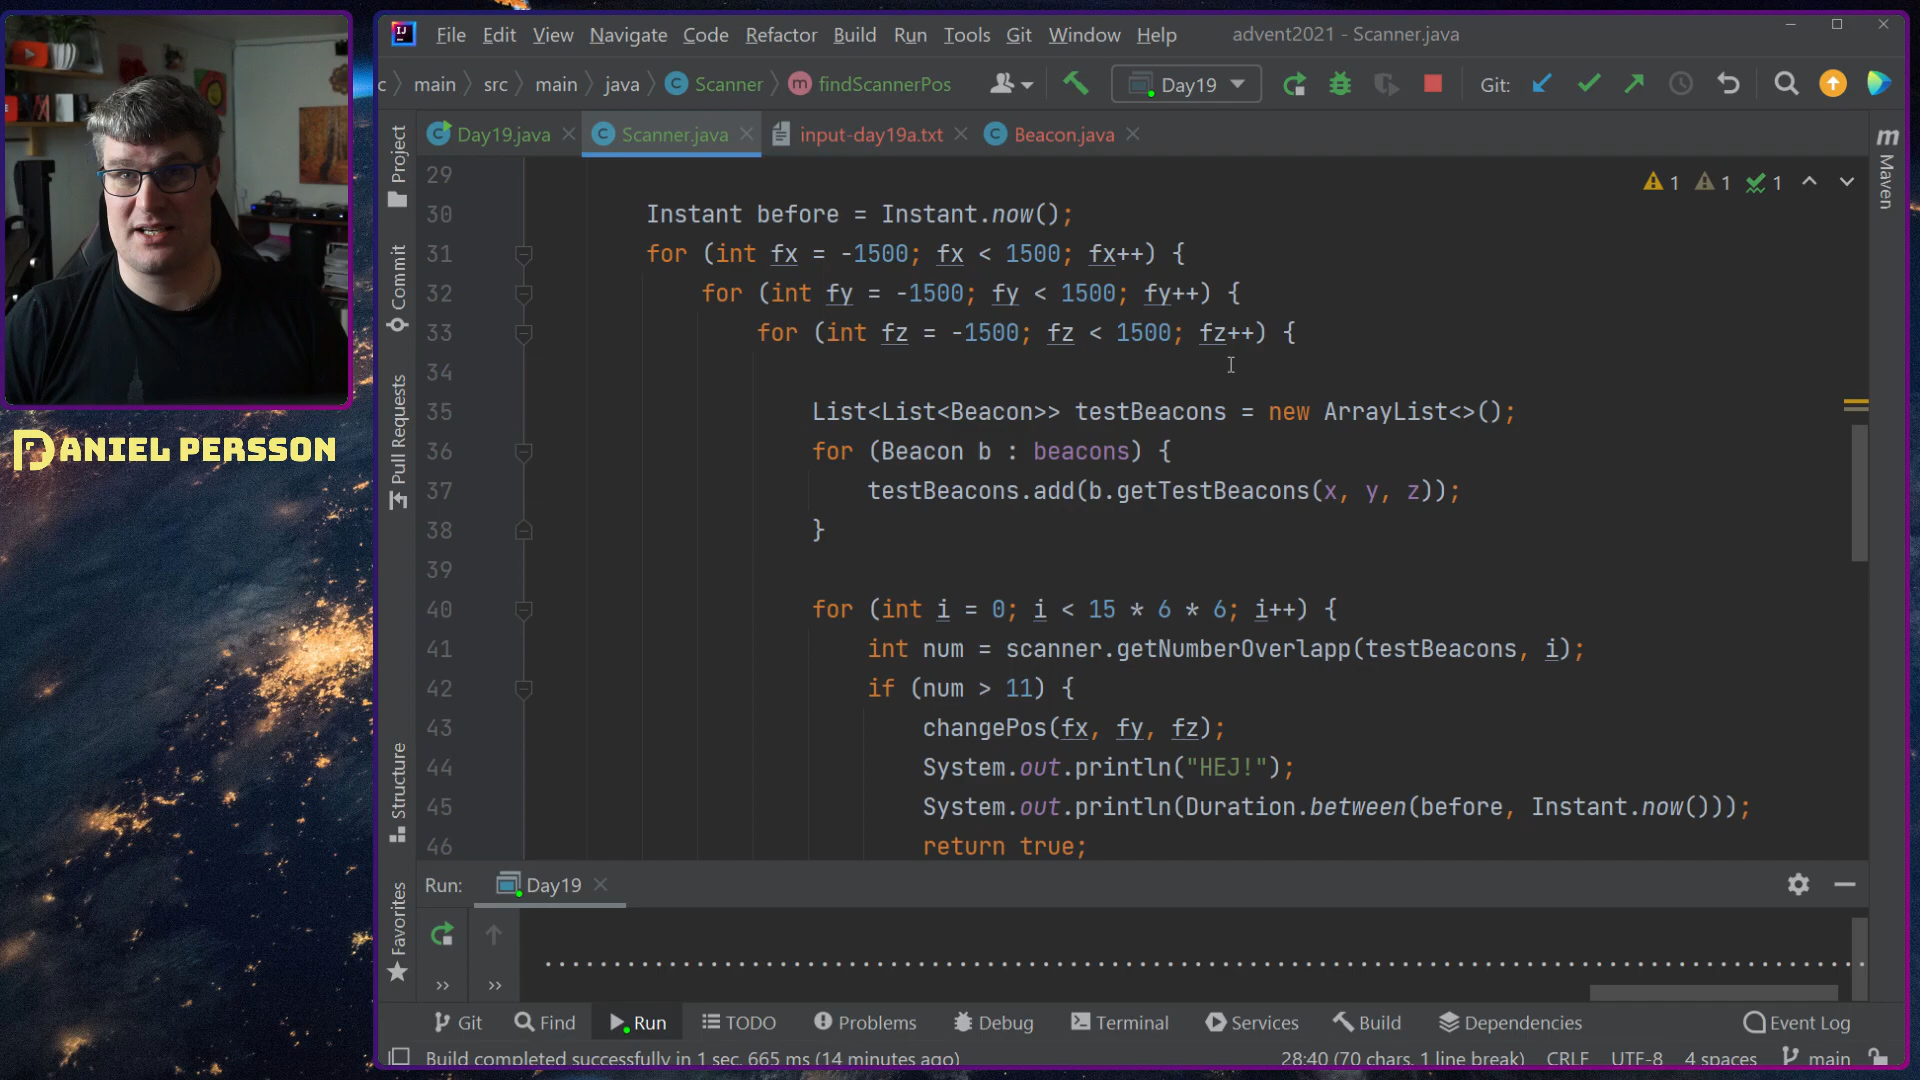 File Edit View Navigate Code Refactor Build Run Tools Git Window Help advent2021 - Scanner.java
c main src main java Scanner findScannerPos Day19 Git:
Day19.java Scanner.java input-day19a.txt Beacon.java
29
30 Instant before = Instant.now();
31 for (int fx = -1500; fx < 1500; fx++) {
32 for (int fy = -1500; fy < 1500; fy++) {
33 for (int fz = -1500; fz < 1500; fz++) {
34
35 List<List<Beacon>> testBeacons = new ArrayList<>();
36 for (Beacon b : beacons) {
37 testBeacons.add(b.getTestBeacons(x, y, z));
38 }
39
40 for (int i = 0; i < 15 * 6 * 6; i++) {
41 int num = scanner.getNumberOverlapp(testBeacons, i);
42 if (num > 11) {
43 changePos(fx, fy, fz);
44 System.out.println("HEJ!");
45 System.out.println(Duration.between(before, Instant.now()));
46 return true;
1 1 1
Project
Commit
Pull Requests
Structure
Favorites
m Maven
DANIEL PERSSON
Run: Day19
................................................................................................
Git Find Run TODO Problems Debug Terminal Services Build Dependencies Event Log
Build completed successfully in 1 sec, 665 ms (14 minutes ago) 28:40 (70 chars, 1 line break) CRLF UTF-8 4 spaces main